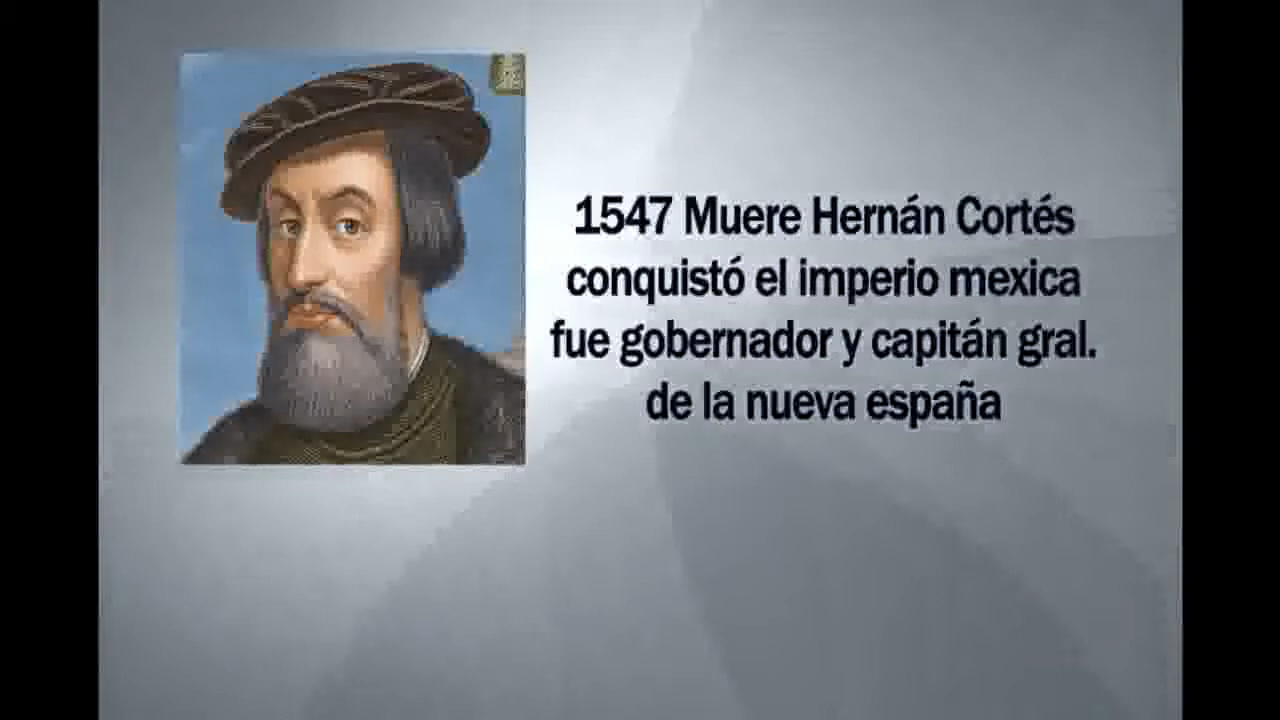 1547 Muere Hernán Cortés
conquistó el imperio mexica
fue gobernador y capitán gral.
de la nueva españa